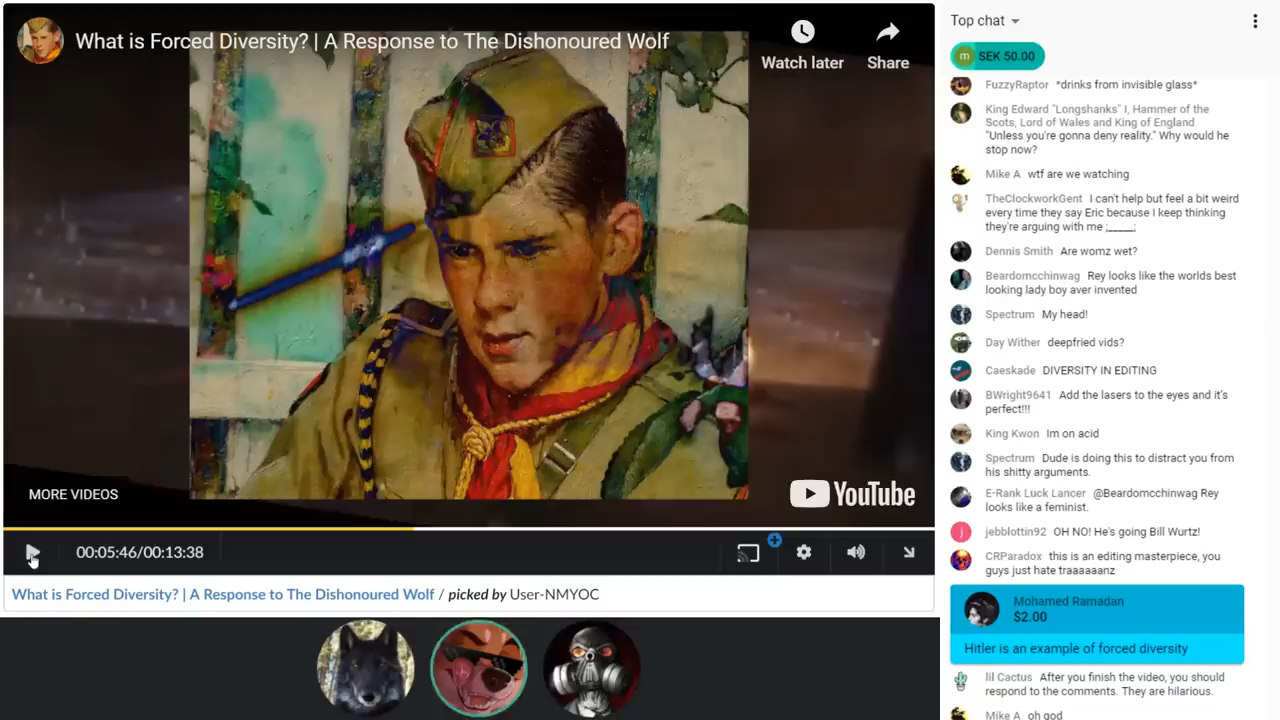 What is Forced Diversity? | A Response to The Dishonoured Wolf
Watch later
Share
MORE VIDEOS
YouTube
00:05:46/00:13:38
What is Forced Diversity? | A Response to The Dishonoured Wolf / picked by User-NMYOC
Top chat
m SEK 50.00
FuzzyRaptor *drinks from invisible glass*
King Edward "Longshanks" I, Hammer of the
Scots, Lord of Wales and King of England
"Unless you're gonna deny reality." Why would he
stop now?
Mike A wtf are we watching
TheClockworkGent I can't help but feel a bit weird
every time they say Eric because I keep thinking
they're arguing with me ;_____;
Dennis Smith Are womz wet?
Beardomcchinwag Rey looks like the worlds best
looking lady boy aver invented
Spectrum My head!
Day Wither deepfried vids?
Caeskade DIVERSITY IN EDITING
BWright9641 Add the lasers to the eyes and it's
perfect!!!
King Kwon Im on acid
Spectrum Dude is doing this to distract you from
his shitty arguments.
E-Rank Luck Lancer @Beardomcchinwag Rey
looks like a feminist.
j jebblottin92 OH NO! He's going Bill Wurtz!
CRParadox this is an editing masterpiece, you
guys just hate traaaaaanz
Mohamed Ramadan
$2.00
Hitler is an example of forced diversity
lil Cactus After you finish the video, you should
respond to the comments. They are hilarious.
Mike A oh god